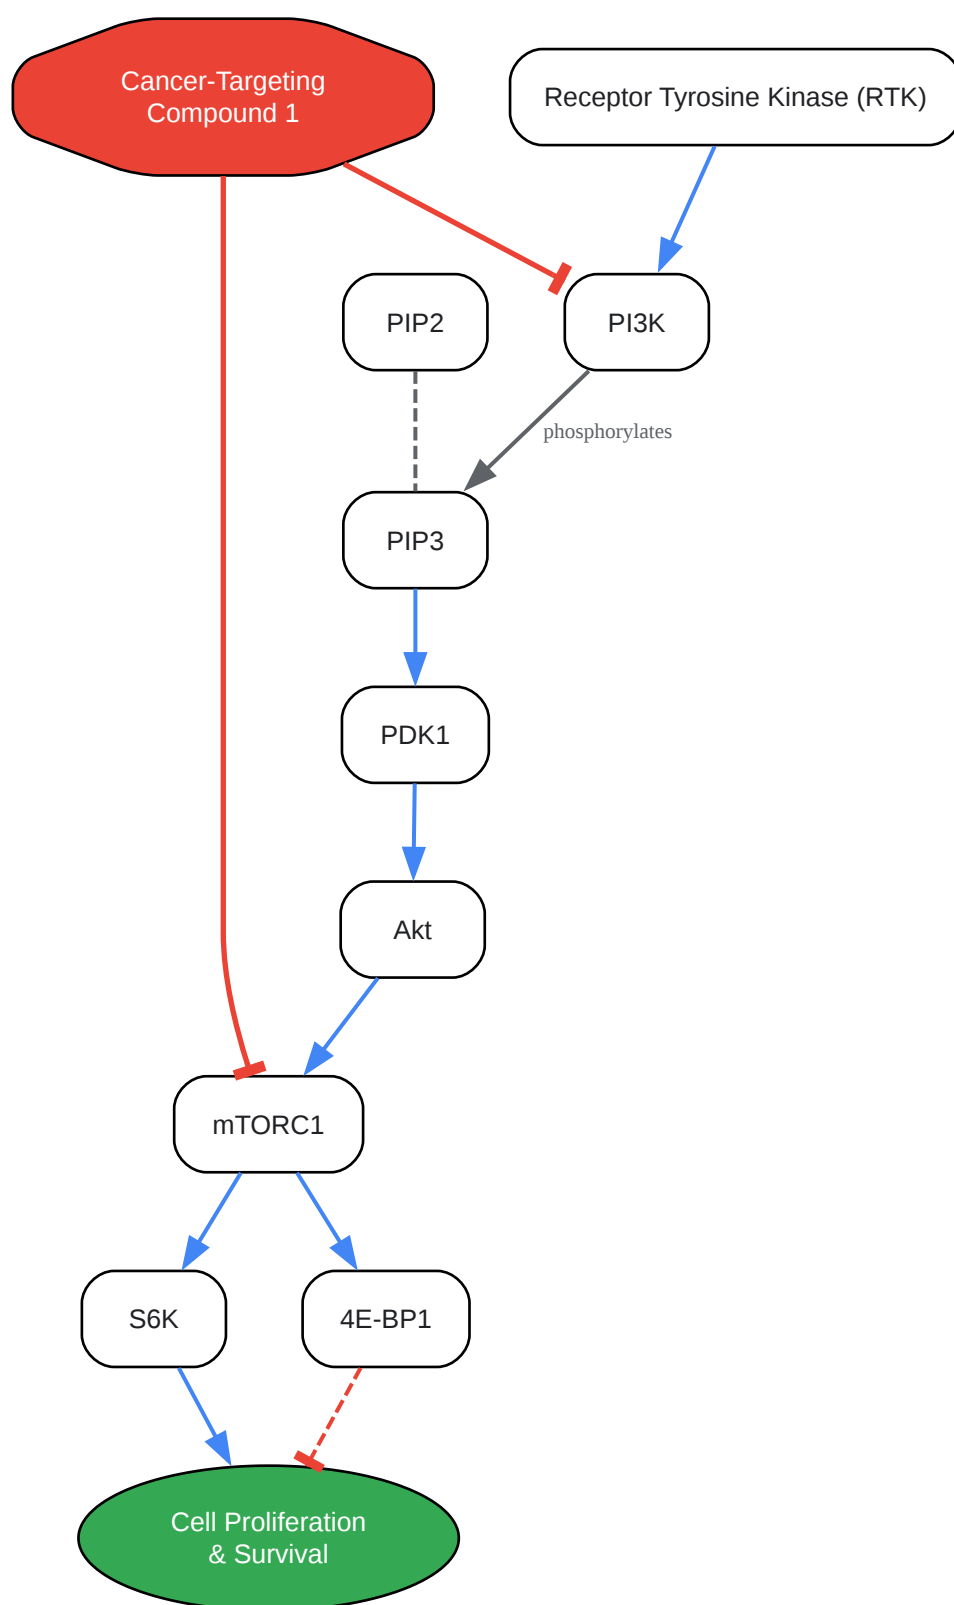 Cancer-Targeting
Compound 1
Receptor Tyrosine Kinase (RTK)
PIP2
PI3K
phosphorylates
PIP3
PDK1
Akt
mTORC1
S6K
4E-BP1
Cell Proliferation
& Survival